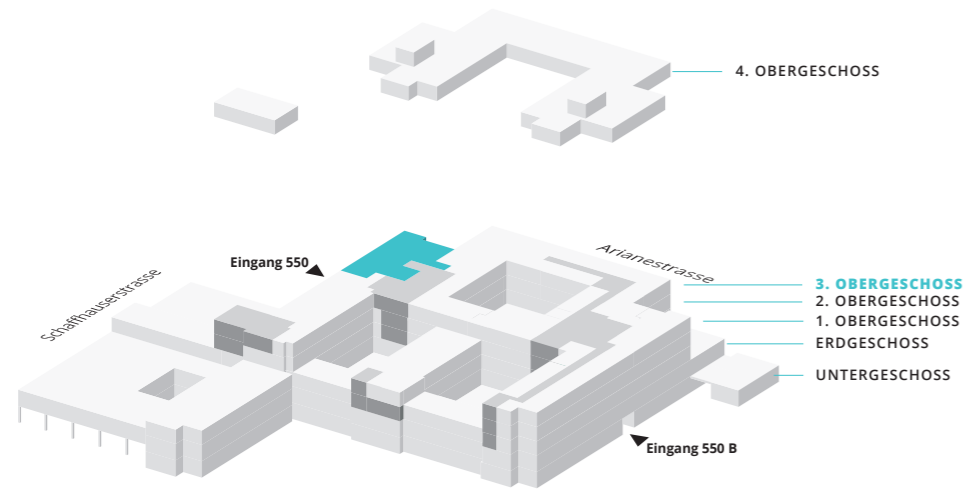 4. OBERGESCHOSS
Arianestrasse
Eingang 550
Schaffhauserstrasse
3. OBERGESCHOSS
2. OBERGESCHOSS
1. OBERGESCHOSS
ERDGESCHOSS
UNTERGESCHOSS
Eingang 550 B